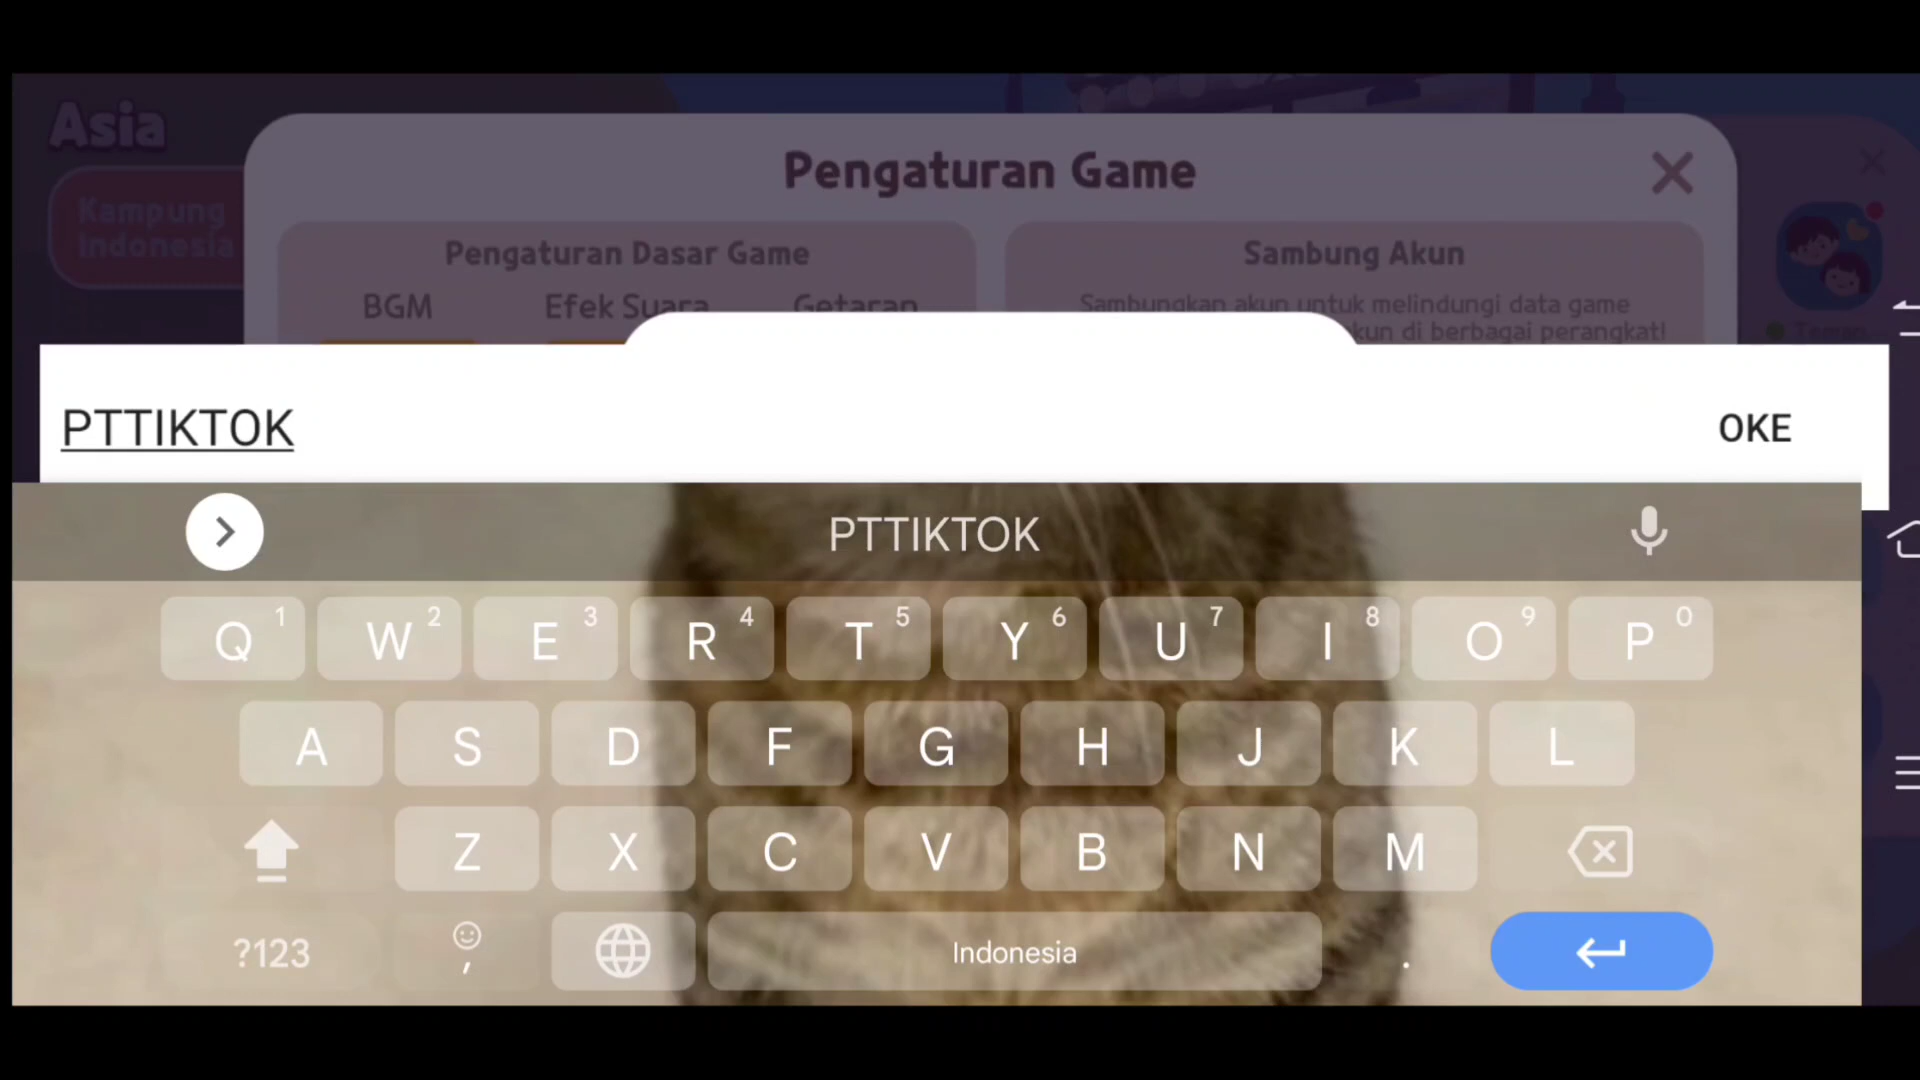 Asia
Kampung
Indonesia
Pengaturan Game
Pengaturan Dasar Game
BGM Efek Suara Getaran
Sambung Akun
Sambungkan akun untuk melindungi data game
akun di berbagai perangkat!
Teman
PTTIKTOK
OKE
PTTIKTOK
Q 1 W 2 E 3 R 4 T 5 Y 6 U 7 I 8 O 9 P 0
A S D F G H J K L
Z X C V B N M
?123 , Indonesia .